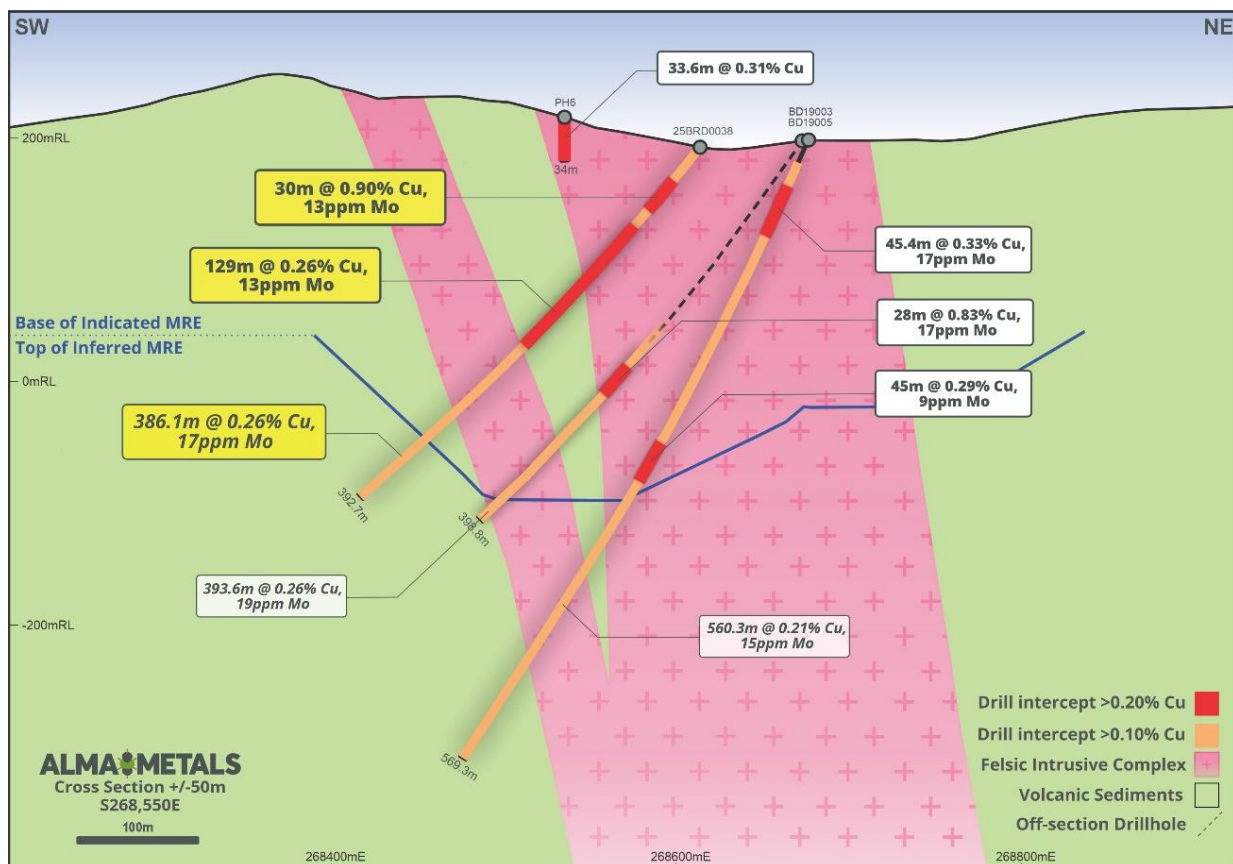 SW
NE
33.6m @ 0.31% Cu
PH6
BD19003
BD19005
25BRD0038
200mRL
34m
30m @ 0.90% Cu,
13ppm Mo
45.4m @ 0.33% Cu,
17ppm Mo
129m @ 0.26% Cu,
13ppm Mo
28m @ 0.83% Cu,
17ppm Mo
Base of Indicated MRE
Top of Inferred MRE
0mRL
45m @ 0.29% Cu,
9ppm Mo
386.1m @ 0.26% Cu,
17ppm Mo
392.7m
398.8m
393.6m @ 0.26% Cu,
19ppm Mo
-200mRL
560.3m @ 0.21% Cu,
15ppm Mo
569.3m
Drill intercept >0.20% Cu
Drill intercept >0.10% Cu
Felsic Intrusive Complex
Volcanic Sediments
Off-section Drillhole
ALMA METALS
Cross Section +/-50m
S268,550E
100m
268400mE
268600mE
268800mE